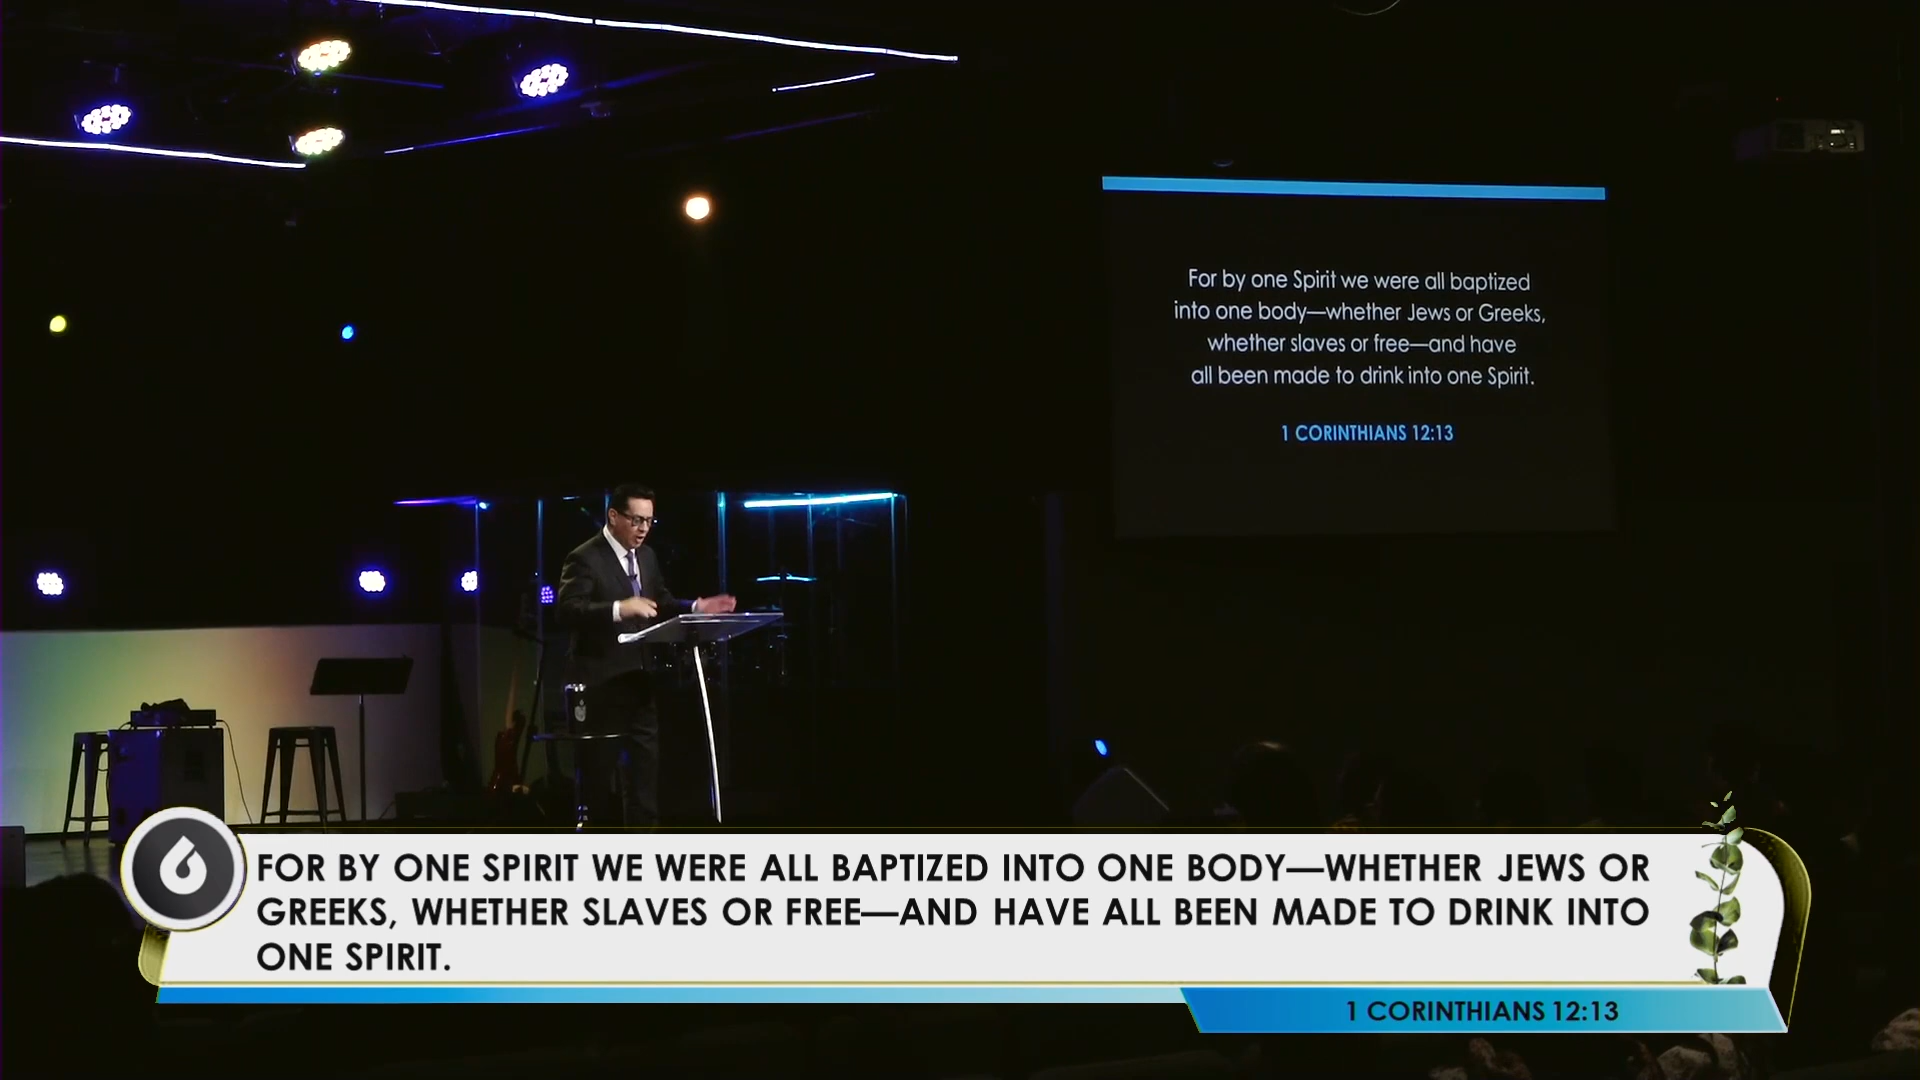 For by one Spirit we were all baptized
into one body—whether Jews or Greeks,
whether slaves or free—and have
all been made to drink into one Spirit.
1 CORINTHIANS 12:13
FOR BY ONE SPIRIT WE WERE ALL BAPTIZED INTO ONE BODY—WHETHER JEWS OR
GREEKS, WHETHER SLAVES OR FREE—AND HAVE ALL BEEN MADE TO DRINK INTO
ONE SPIRIT.
1 CORINTHIANS 12:13